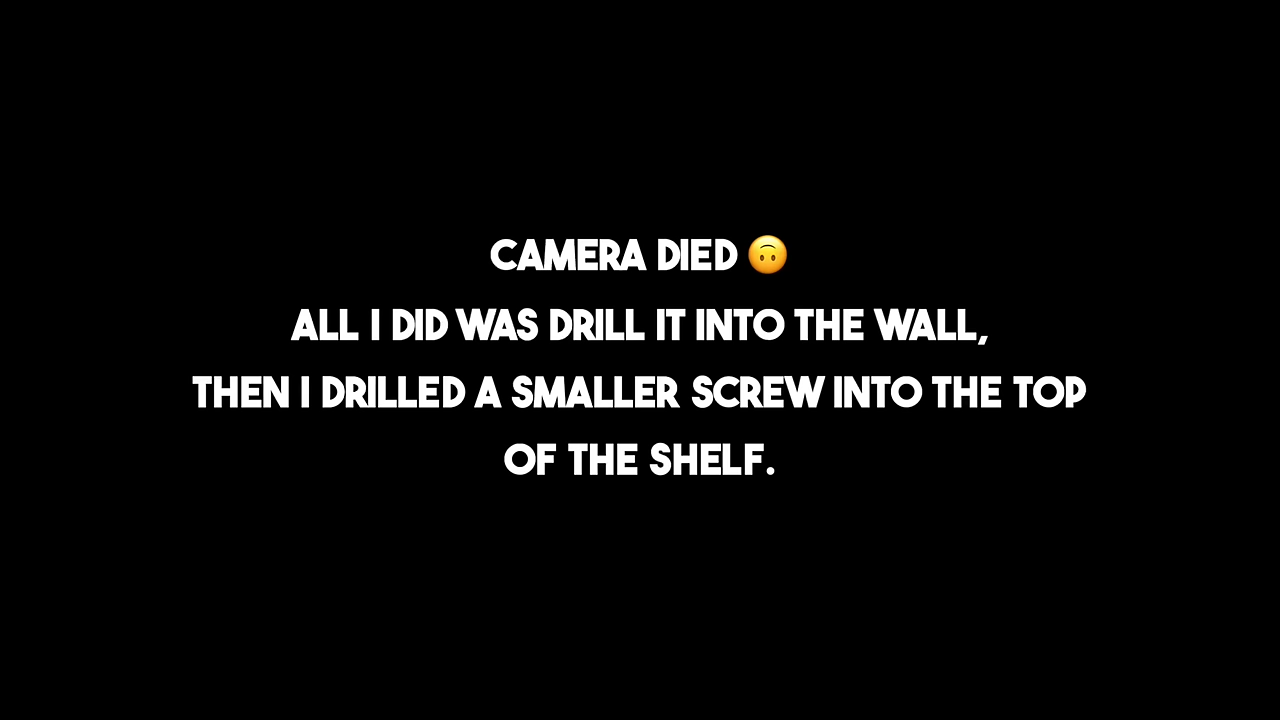 CAMERA DIED 🙃
ALL I DID WAS DRILL IT INTO THE WALL,
THEN I DRILLED A SMALLER SCREW INTO THE TOP
OF THE SHELF.